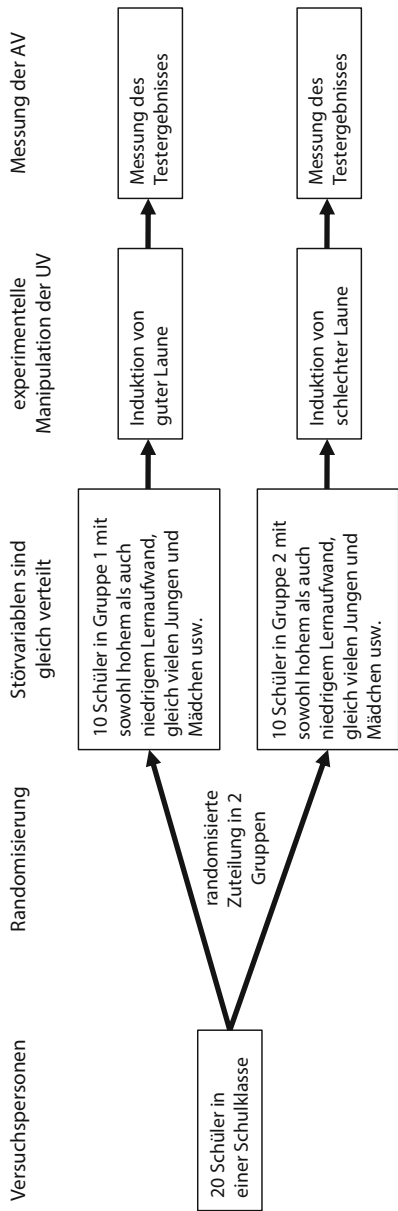 Versuchspersonen
Randomisierung
Störvariablen sind
gleich verteilt
experimentelle
Manipulation der UV
Messung der AV
20 Schüler in
einer Schulklasse
randomisierte
Zuteilung in 2
Gruppen
10 Schüler in Gruppe 1 mit
sowohl hohem als auch
niedrigem Lernaufwand,
gleich vielen Jungen und
Mädchen usw.
Induktion von
guter Laune
Messung des
Testergebnisses
10 Schüler in Gruppe 2 mit
sowohl hohem als auch
niedrigem Lernaufwand,
gleich vielen Jungen und
Mädchen usw.
Induktion von
schlechter Laune
Messung des
Testergebnisses